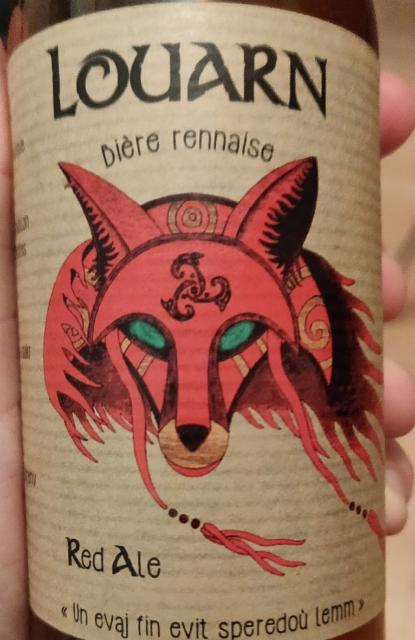 LOUARN
Bière rennaise
Red Ale
« Un evaj fin evit speredoù lemm »